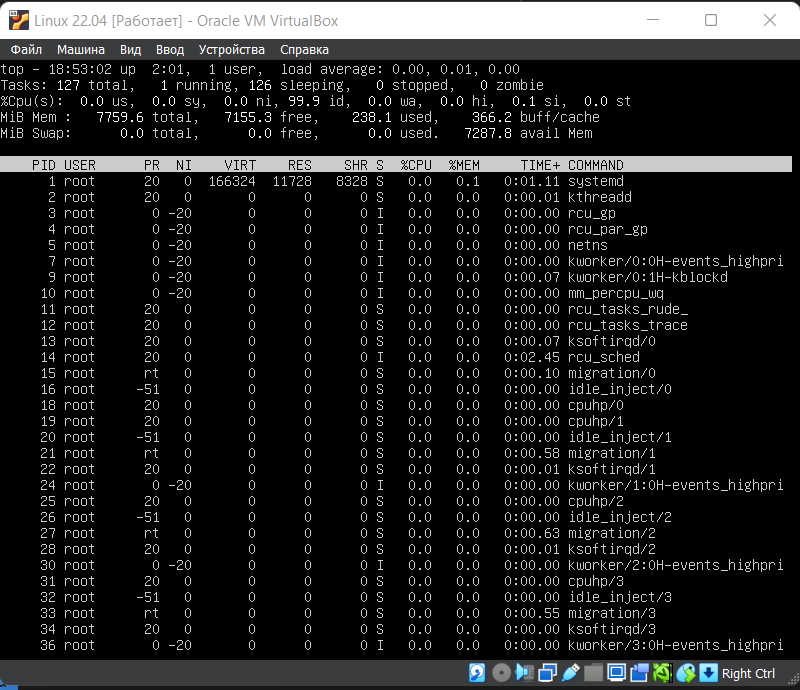 Linux 22.04 [Работает] - Oracle VM VirtualBox
Файл Машина Вид Ввод Устройства Справка
top - 18:53:02 up  2:01,  1 user,  load average: 0.00, 0.01, 0.00
Tasks: 127 total,   1 running, 126 sleeping,   0 stopped,   0 zombie
%Cpu(s):  0.0 us,  0.0 sy,  0.0 ni, 99.9 id,  0.0 wa,  0.0 hi,  0.1 si,  0.0 st
MiB Mem :   7759.6 total,   7155.3 free,    238.1 used,    366.2 buff/cache
MiB Swap:      0.0 total,      0.0 free,      0.0 used.   7287.8 avail Mem
PID USER PR NI VIRT RES SHR S %CPU %MEM TIME+ COMMAND
1 root 20 0 166324 11728 8328 S 0.0 0.1 0:01.11 systemd
2 root 20 0 0 0 0 S 0.0 0.0 0:00.01 kthreadd
3 root 0 -20 0 0 0 I 0.0 0.0 0:00.00 rcu_gp
4 root 0 -20 0 0 0 I 0.0 0.0 0:00.00 rcu_par_gp
5 root 0 -20 0 0 0 I 0.0 0.0 0:00.00 netns
7 root 0 -20 0 0 0 I 0.0 0.0 0:00.00 kworker/0:0H-events_highpri
9 root 0 -20 0 0 0 I 0.0 0.0 0:00.07 kworker/0:1H-kblockd
10 root 0 -20 0 0 0 I 0.0 0.0 0:00.00 mm_percpu_wq
11 root 20 0 0 0 0 S 0.0 0.0 0:00.00 rcu_tasks_rude_
12 root 20 0 0 0 0 S 0.0 0.0 0:00.00 rcu_tasks_trace
13 root 20 0 0 0 0 S 0.0 0.0 0:00.07 ksoftirqd/0
14 root 20 0 0 0 0 I 0.0 0.0 0:02.45 rcu_sched
15 root rt 0 0 0 0 S 0.0 0.0 0:00.10 migration/0
16 root -51 0 0 0 0 S 0.0 0.0 0:00.00 idle_inject/0
18 root 20 0 0 0 0 S 0.0 0.0 0:00.00 cpuhp/0
19 root 20 0 0 0 0 S 0.0 0.0 0:00.00 cpuhp/1
20 root -51 0 0 0 0 S 0.0 0.0 0:00.00 idle_inject/1
21 root rt 0 0 0 0 S 0.0 0.0 0:00.58 migration/1
22 root 20 0 0 0 0 S 0.0 0.0 0:00.01 ksoftirqd/1
24 root 0 -20 0 0 0 I 0.0 0.0 0:00.00 kworker/1:0H-events_highpri
25 root 20 0 0 0 0 S 0.0 0.0 0:00.00 cpuhp/2
26 root -51 0 0 0 0 S 0.0 0.0 0:00.00 idle_inject/2
27 root rt 0 0 0 0 S 0.0 0.0 0:00.63 migration/2
28 root 20 0 0 0 0 S 0.0 0.0 0:00.01 ksoftirqd/2
30 root 0 -20 0 0 0 I 0.0 0.0 0:00.00 kworker/2:0H-events_highpri
31 root 20 0 0 0 0 S 0.0 0.0 0:00.00 cpuhp/3
32 root -51 0 0 0 0 S 0.0 0.0 0:00.00 idle_inject/3
33 root rt 0 0 0 0 S 0.0 0.0 0:00.55 migration/3
34 root 20 0 0 0 0 S 0.0 0.0 0:00.00 ksoftirqd/3
36 root 0 -20 0 0 0 I 0.0 0.0 0:00.00 kworker/3:0H-events_highpri
Right Ctrl